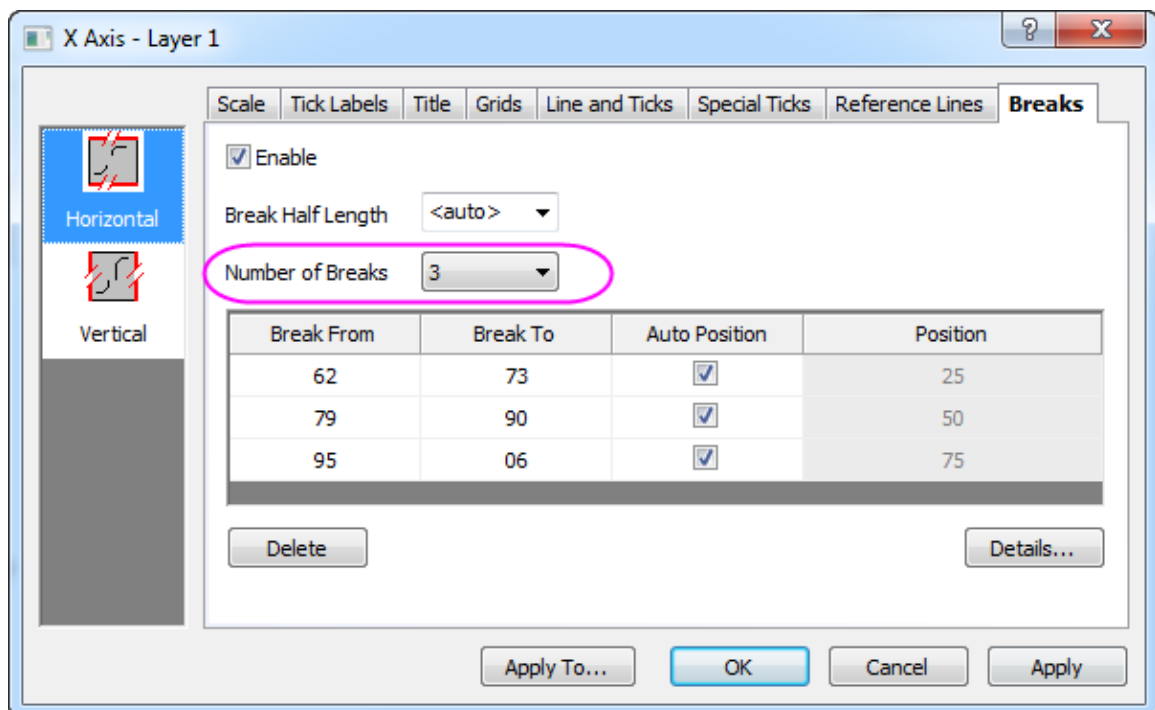 X Axis - Layer 1
Scale Tick Labels Title Grids Line and Ticks Special Ticks Reference Lines Breaks
Horizontal
Vertical
Enable
Break Half Length <auto>
Number of Breaks 3
Break From Break To Auto Position Position
62 73 25
79 90 50
95 06 75
Delete Details...
Apply To... OK Cancel Apply